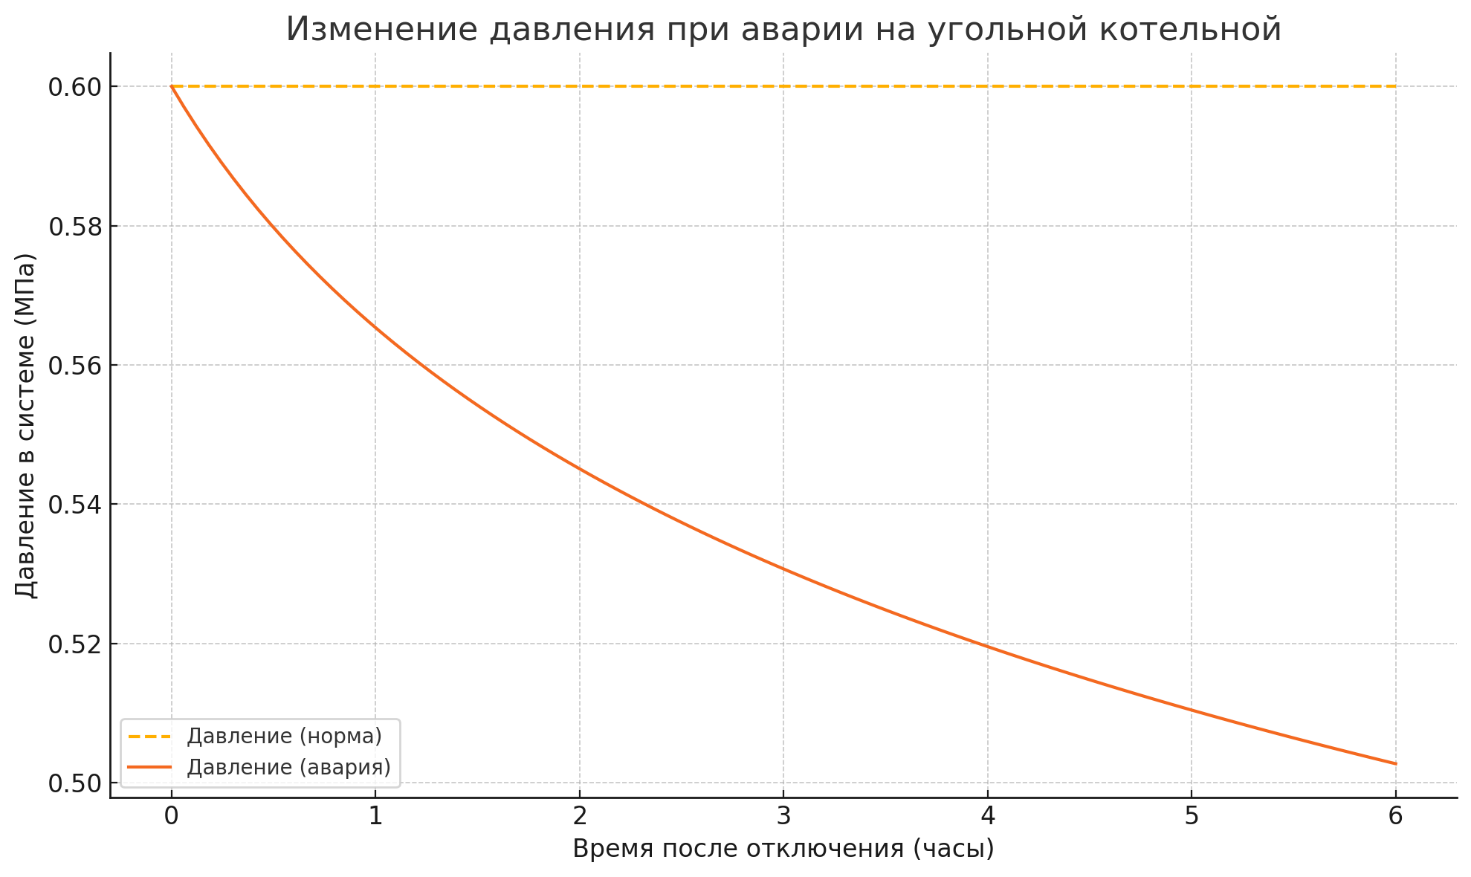 Изменение давления при аварии на угольной котельной
0.60
0.58
0.56
0.54
0.52
0.50
Давление в системе (МПа)
Давление (норма)
Давление (авария)
0 1 2 3 4 5 6
Время после отключения (часы)